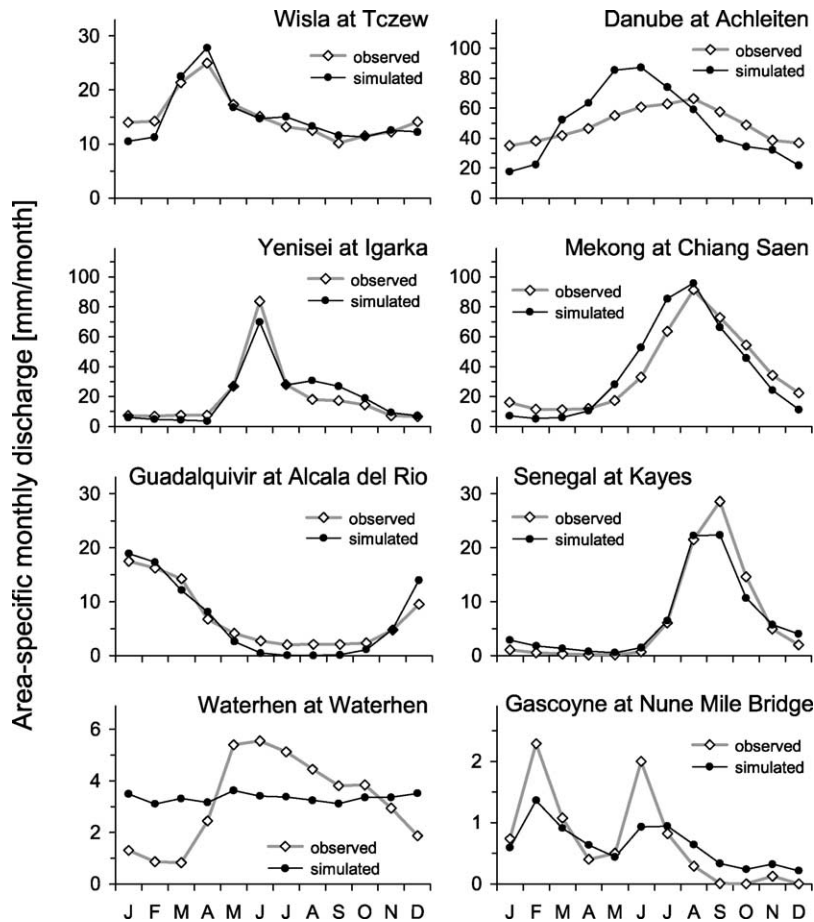 Area-specific monthly discharge [mm/month]
Wisla at Tczew
30
20
10
0
observed
simulated
Danube at Achleiten
100
80
60
40
20
0
observed
simulated
Yenisei at Igarka
100
80
60
40
20
0
observed
simulated
Mekong at Chiang Saen
100
80
60
40
20
0
observed
simulated
Guadalquivir at Alcala del Rio
30
20
10
0
observed
simulated
Senegal at Kayes
30
20
10
0
observed
simulated
Waterhen at Waterhen
6
4
2
0
observed
simulated
J F M A M J J A S O N D
Gascoyne at Nune Mile Bridge
2
1
0
observed
simulated
J F M A M J J A S O N D